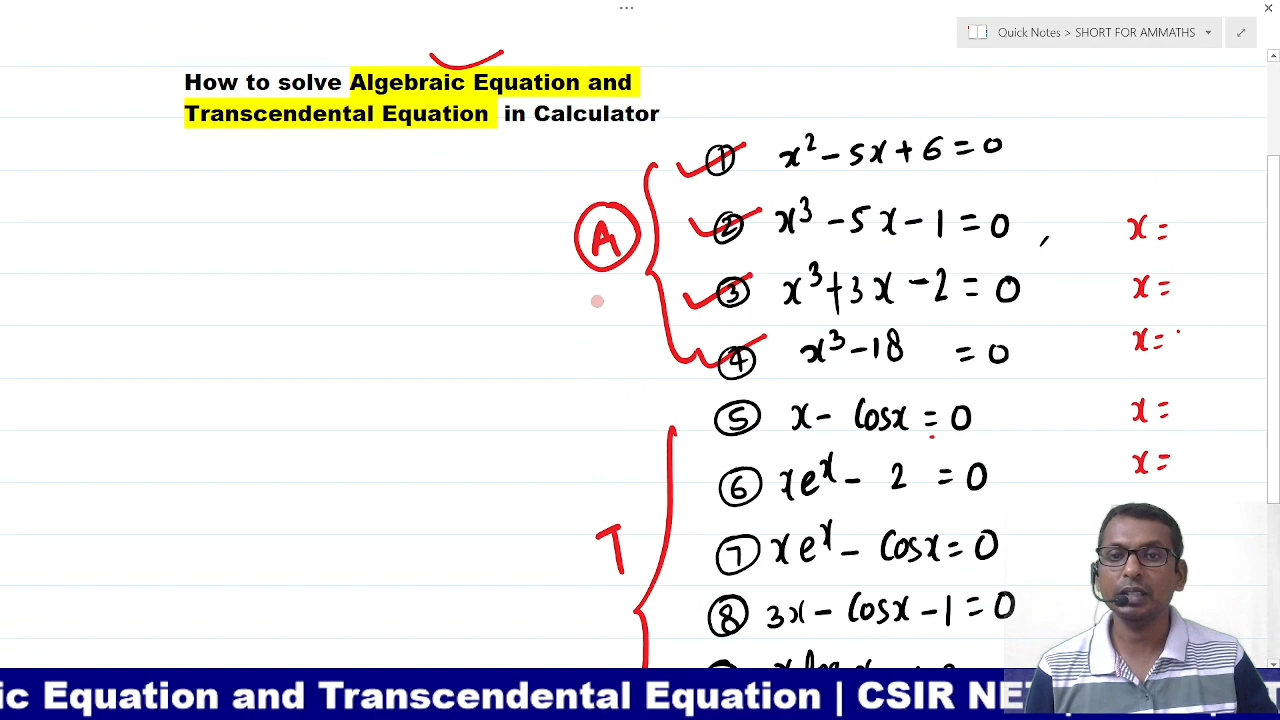 Quick Notes > SHORT FOR AMMATHS
How to solve Algebraic Equation and
Transcendental Equation in Calculator
① x² - 5x + 6 = 0
A
② x³ - 5x - 1 = 0 , x =
③ x³ + 3x - 2 = 0 x =
④ x³ - 18 = 0 x =
⑤ x - cosx = 0 x =
⑥ xeˣ - 2 = 0 x =
T
⑦ xeˣ - cosx = 0
⑧ 3x - cosx - 1 = 0
ic Equation and Transcendental Equation | CSIR NET